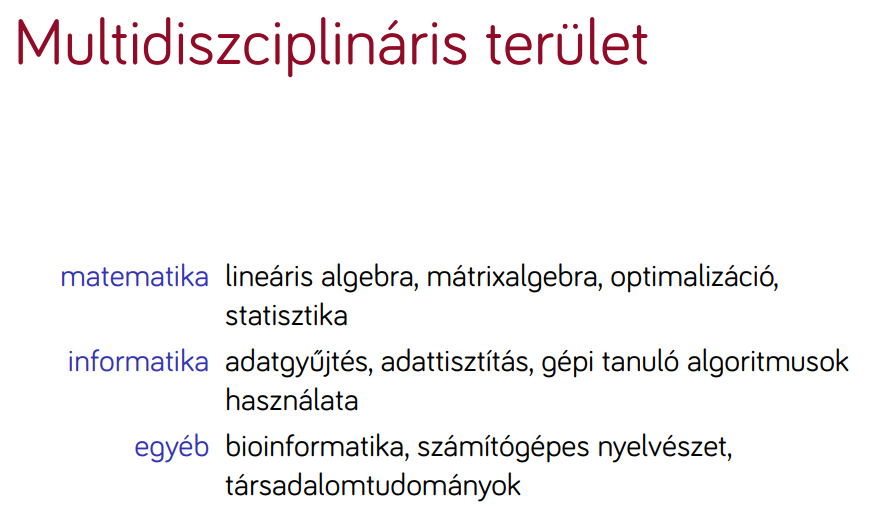 Multidiszciplináris terület
matematika lineáris algebra, mátrixalgebra, optimalizáció,
statisztika
informatika adatgyűjtés, adattisztítás, gépi tanuló algoritmusok
használata
egyéb bioinformatika, számítógépes nyelvészet,
társadalomtudományok